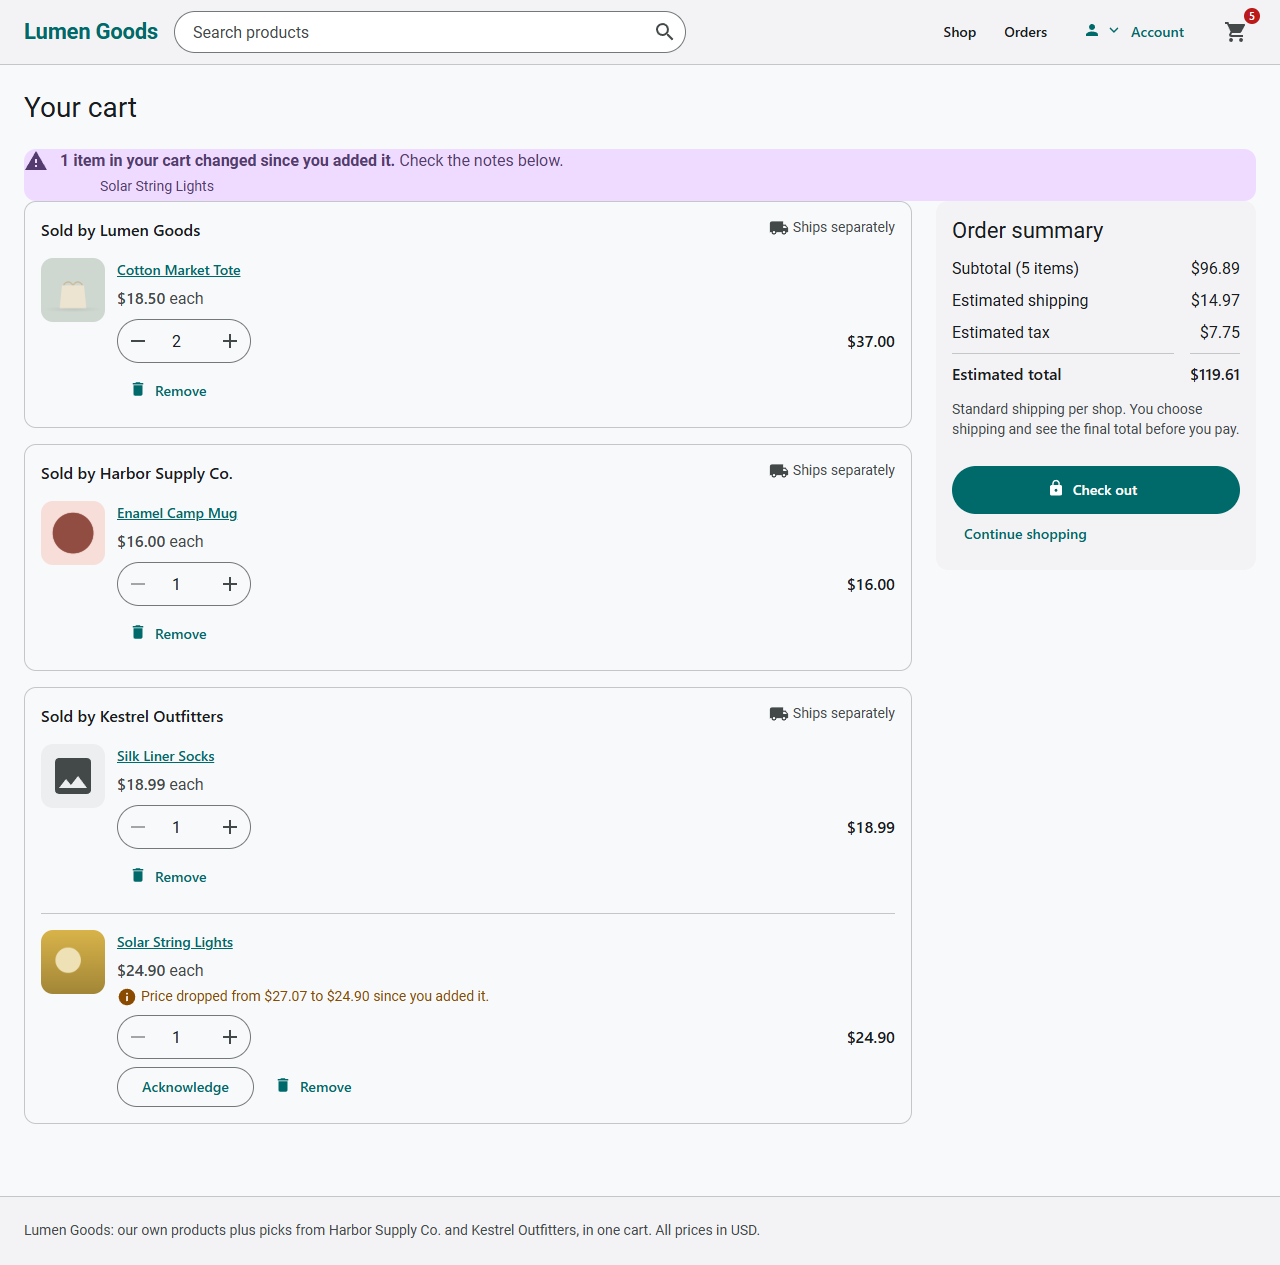 Lumen Goods
Search products
Shop
Orders
Account
5
Your cart
1 item in your cart changed since you added it. Check the notes below.
Solar String Lights
Sold by Lumen Goods
Ships separately
Cotton Market Tote
$18.50 each
2
$37.00
Remove
Sold by Harbor Supply Co.
Ships separately
Enamel Camp Mug
$16.00 each
1
$16.00
Remove
Sold by Kestrel Outfitters
Ships separately
Silk Liner Socks
$18.99 each
1
$18.99
Remove
Solar String Lights
$24.90 each
Price dropped from $27.07 to $24.90 since you added it.
1
$24.90
Acknowledge
Remove
Order summary
Subtotal (5 items) $96.89
Estimated shipping $14.97
Estimated tax $7.75
Estimated total $119.61
Standard shipping per shop. You choose
shipping and see the final total before you pay.
Check out
Continue shopping
Lumen Goods: our own products plus picks from Harbor Supply Co. and Kestrel Outfitters, in one cart. All prices in USD.